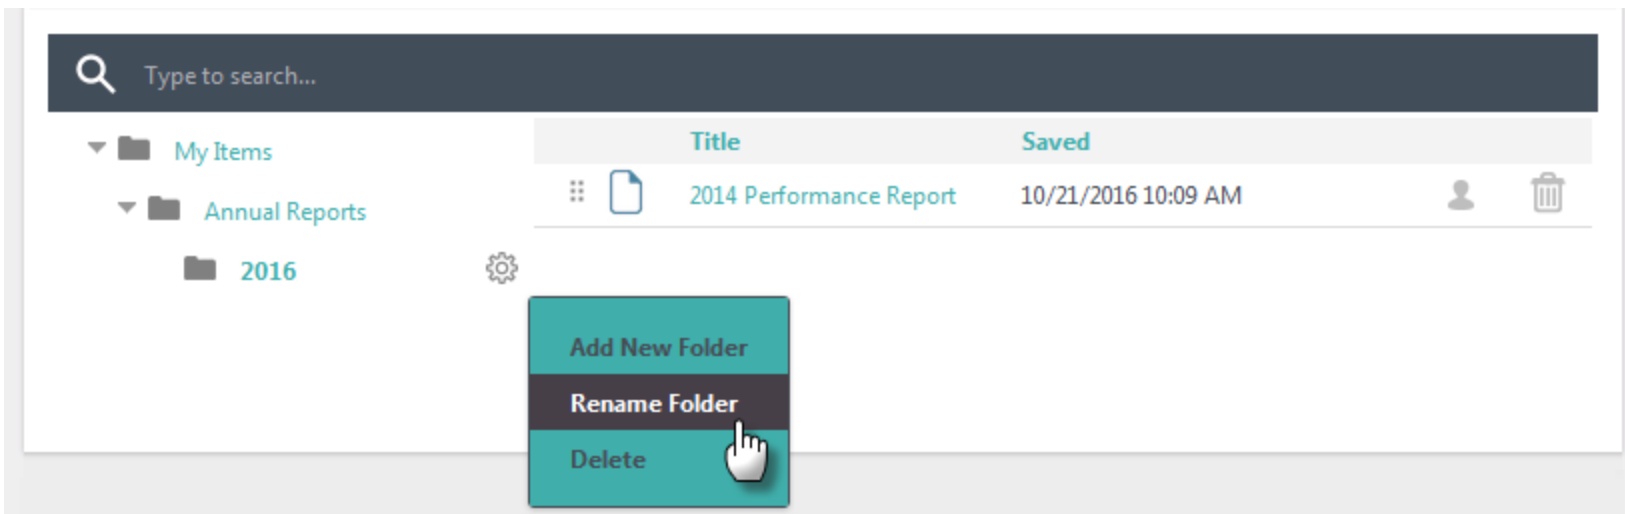 Type to search...
My Items
Annual Reports
2016
Title Saved
2014 Performance Report 10/21/2016 10:09 AM
Add New Folder
Rename Folder
Delete